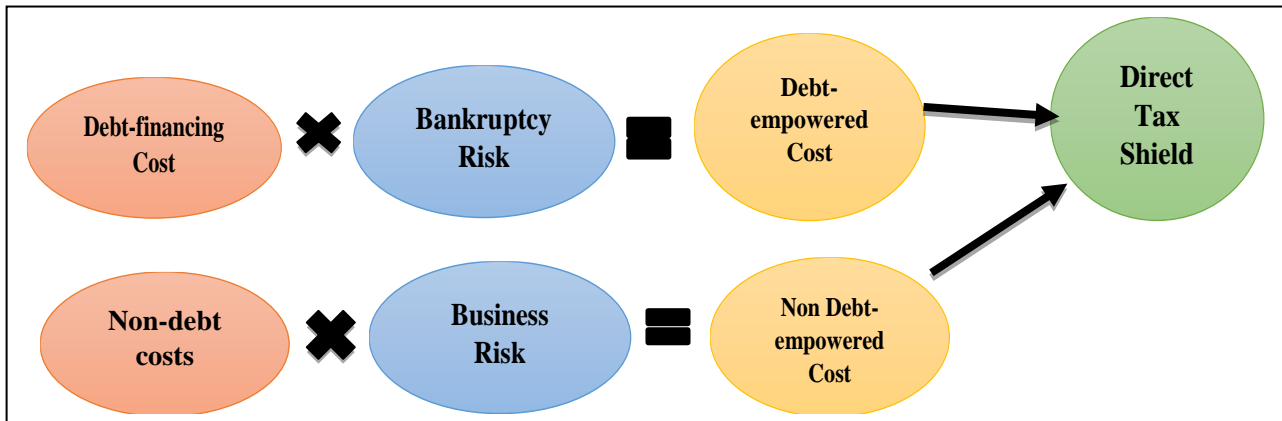 Debt-financing
Cost
Bankruptcy
Risk
Debt-
empowered
Cost
Direct
Tax
Shield
Non-debt
costs
Business
Risk
Non Debt-
empowered
Cost